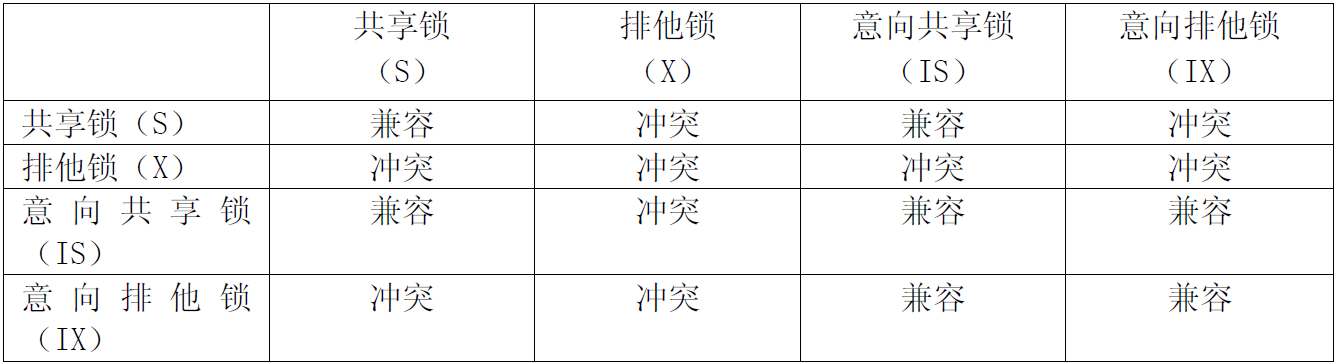 共享锁 排他锁 意向共享锁 意向排他锁
（S） （X） （IS） （IX）
共享锁（S） 兼容 冲突 兼容 冲突
排他锁（X） 冲突 冲突 冲突 冲突
意向共享锁 兼容 冲突 兼容 兼容
（IS）
意向排他锁 冲突 冲突 兼容 兼容
（IX）